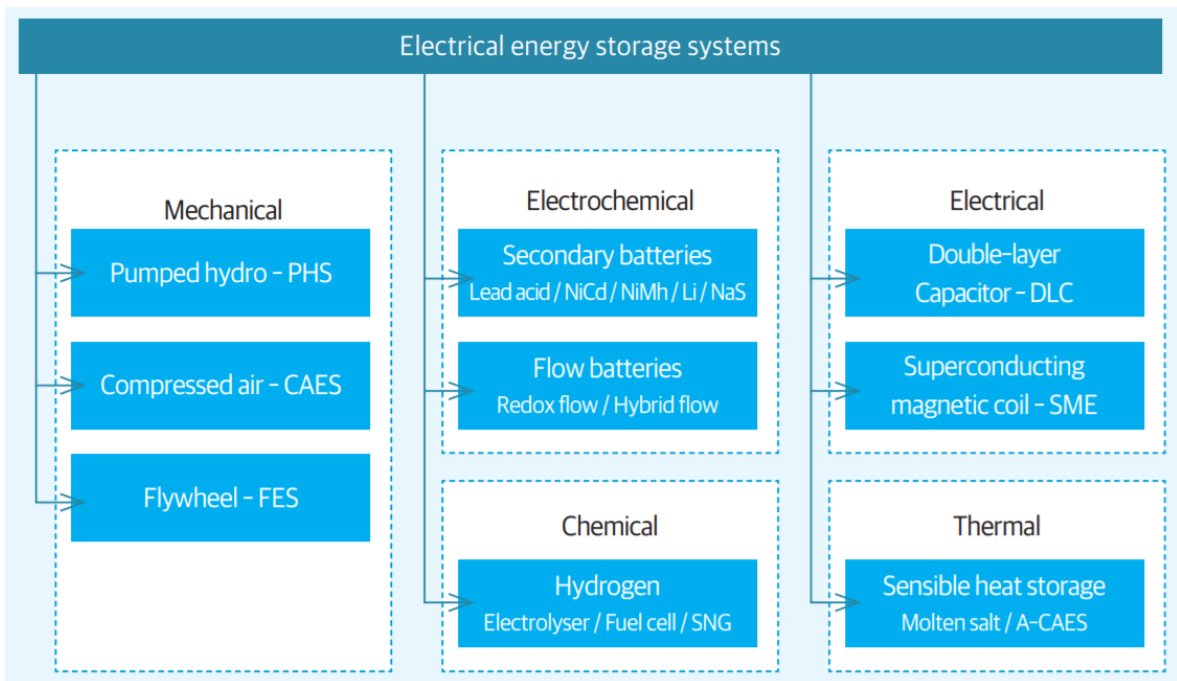 Electrical energy storage systems
Mechanical
Pumped hydro – PHS
Compressed air – CAES
Flywheel – FES
Electrochemical
Secondary batteries
Lead acid / NiCd / NiMh / Li / NaS
Flow batteries
Redox flow / Hybrid flow
Chemical
Hydrogen
Electrolyser / Fuel cell / SNG
Electrical
Double-layer
Capacitor – DLC
Superconducting
magnetic coil – SME
Thermal
Sensible heat storage
Molten salt / A-CAES